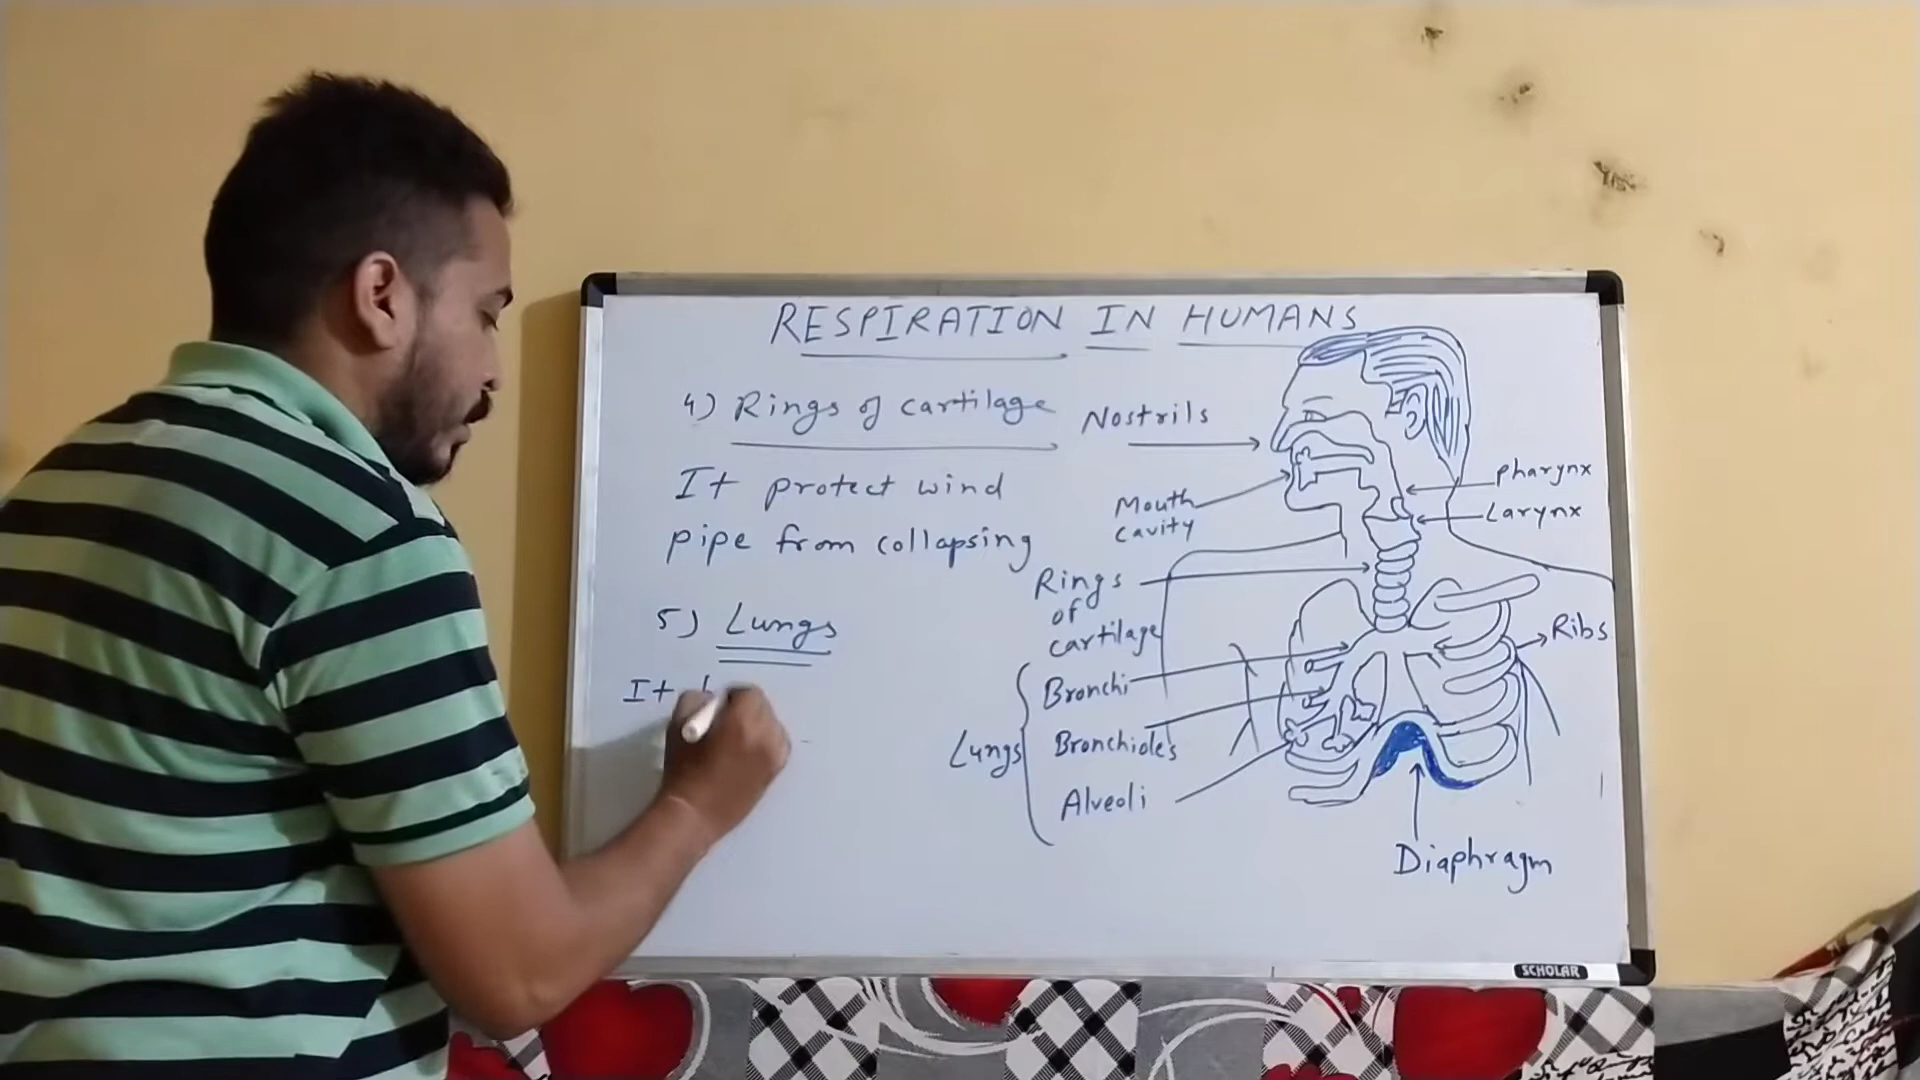 RESPIRATION IN HUMANS
4) Rings of cartilage
It protect wind
pipe from collapsing
5) Lungs
It
Nostrils
Mouth
cavity
pharynx
Larynx
Rings
of
cartilage
Ribs
Lungs
Bronchi
Bronchioles
Alveoli
Diaphragm
SCHOLAR